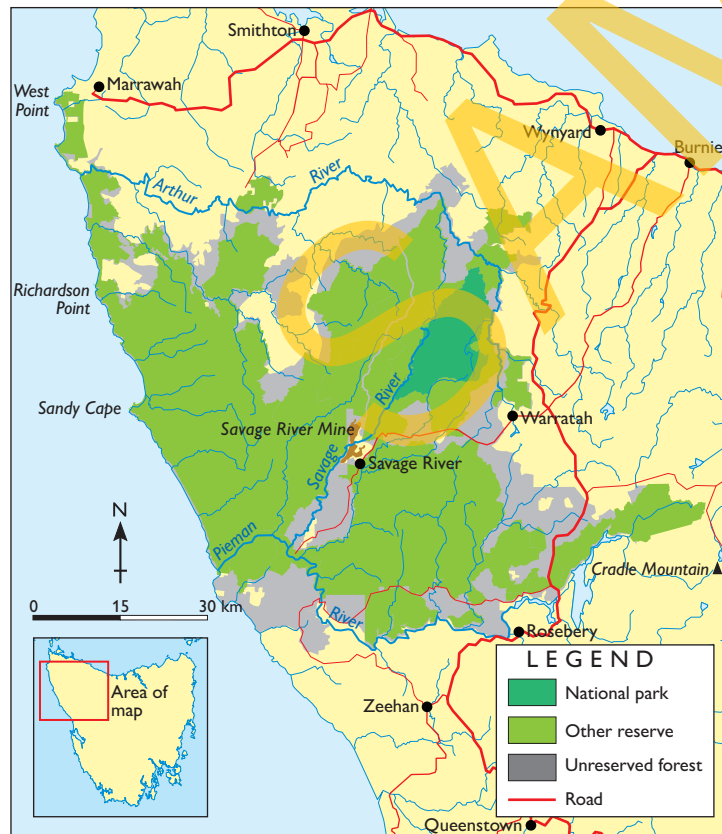 Smithton
Marrawah
West
Point
Wynyard
Burnie
Arthur
River
Richardson
Point
Sandy Cape
River
Warratah
Savage River Mine
Savage
Savage River
N
Pieman
Cradle Mountain
0 15 30 km
River
Rosebery
Area of
map
Zeehan
LEGEND
National park
Other reserve
Unreserved forest
Road
Queenstown